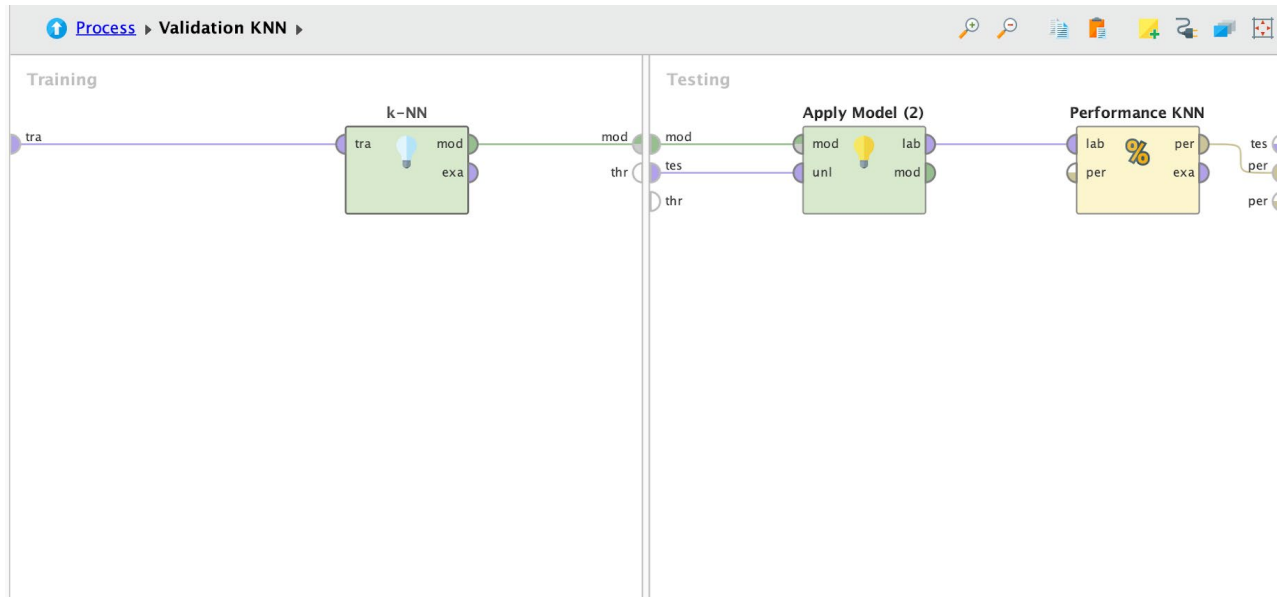 Process ▸ Validation KNN ▸
Training
Testing
k-NN
Apply Model (2)
Performance KNN
tra
tra
mod
exa
mod
thr
mod
tes
thr
mod
unl
lab
mod
lab
per
%
per
exa
tes
per
per